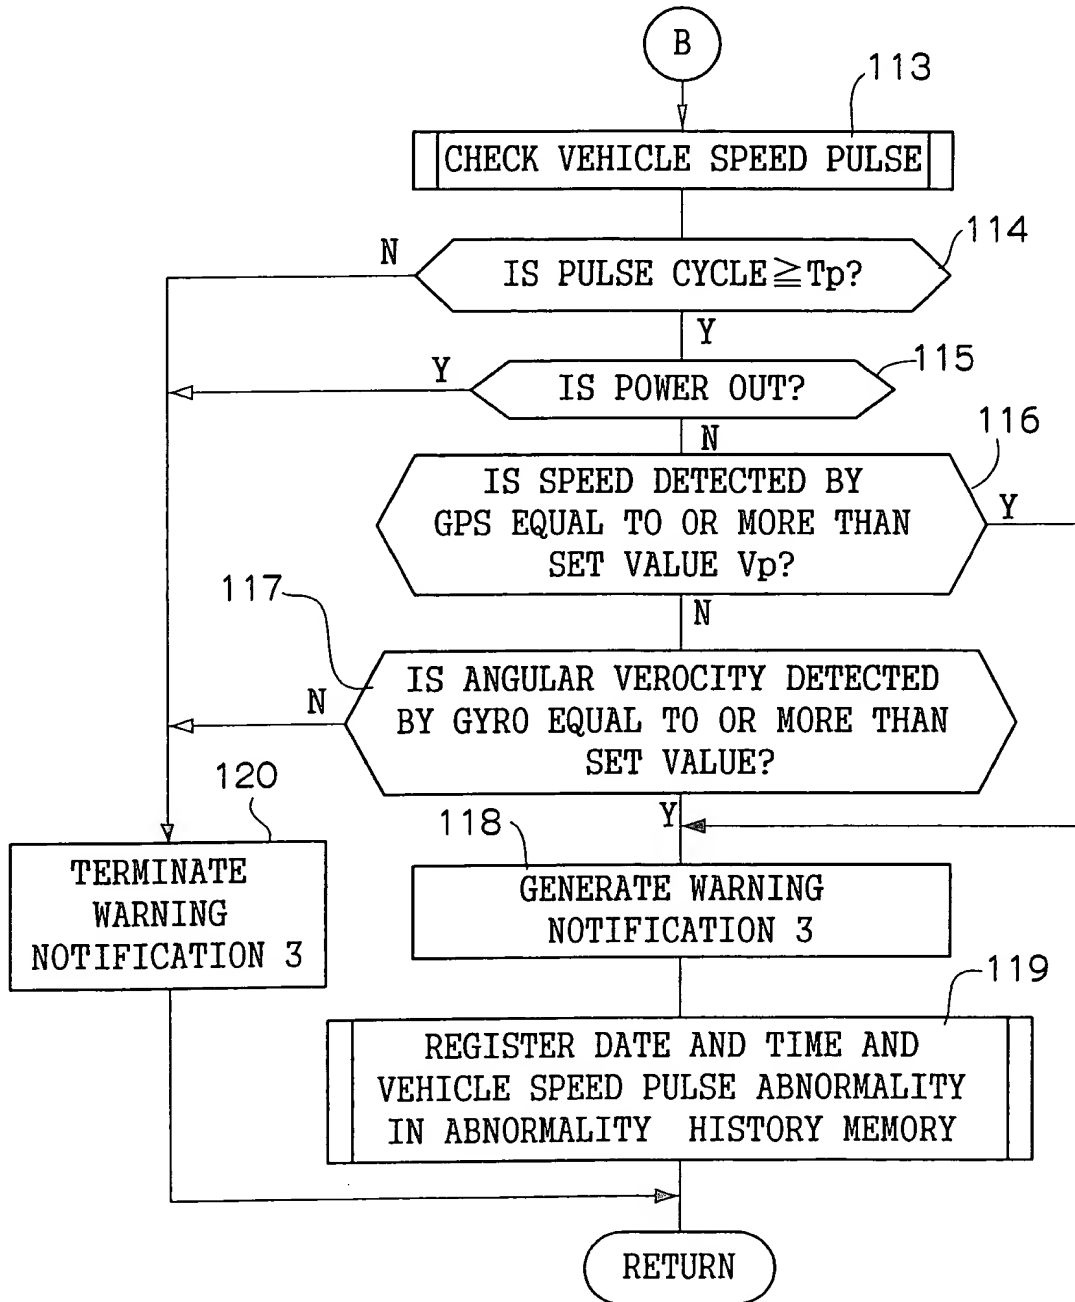 B
113
CHECK VEHICLE SPEED PULSE
114
N
IS PULSE CYCLE≧Tp?
Y
115
Y
IS POWER OUT?
N
116
IS SPEED DETECTED BY
GPS EQUAL TO OR MORE THAN
SET VALUE Vp?
Y
N
117
IS ANGULAR VEROCITY DETECTED
BY GYRO EQUAL TO OR MORE THAN
SET VALUE?
N
Y
120
TERMINATE
WARNING
NOTIFICATION 3
118
GENERATE WARNING
NOTIFICATION 3
119
REGISTER DATE AND TIME AND
VEHICLE SPEED PULSE ABNORMALITY
IN ABNORMALITY HISTORY MEMORY
RETURN